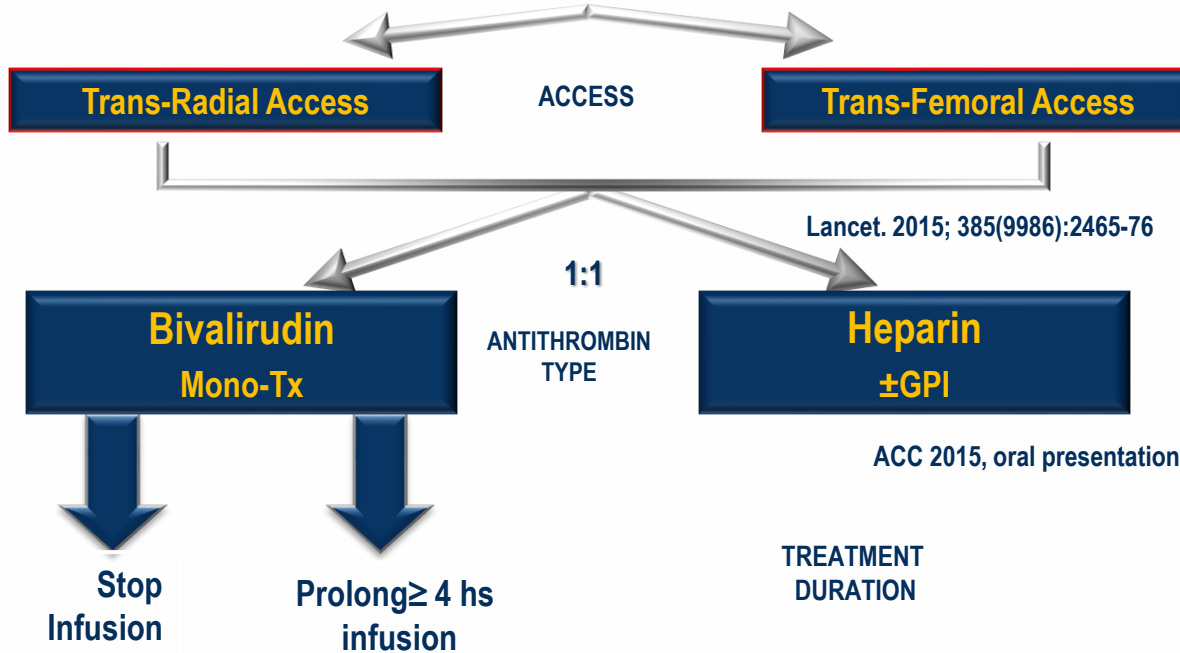 Trans-Radial Access
ACCESS
Trans-Femoral Access
Lancet. 2015; 385(9986):2465-76
1:1
Bivalirudin
Mono-Tx
ANTITHROMBIN
TYPE
Heparin
±GPI
ACC 2015, oral presentation
Stop
Infusion
Prolong≥ 4 hs
infusion
TREATMENT
DURATION